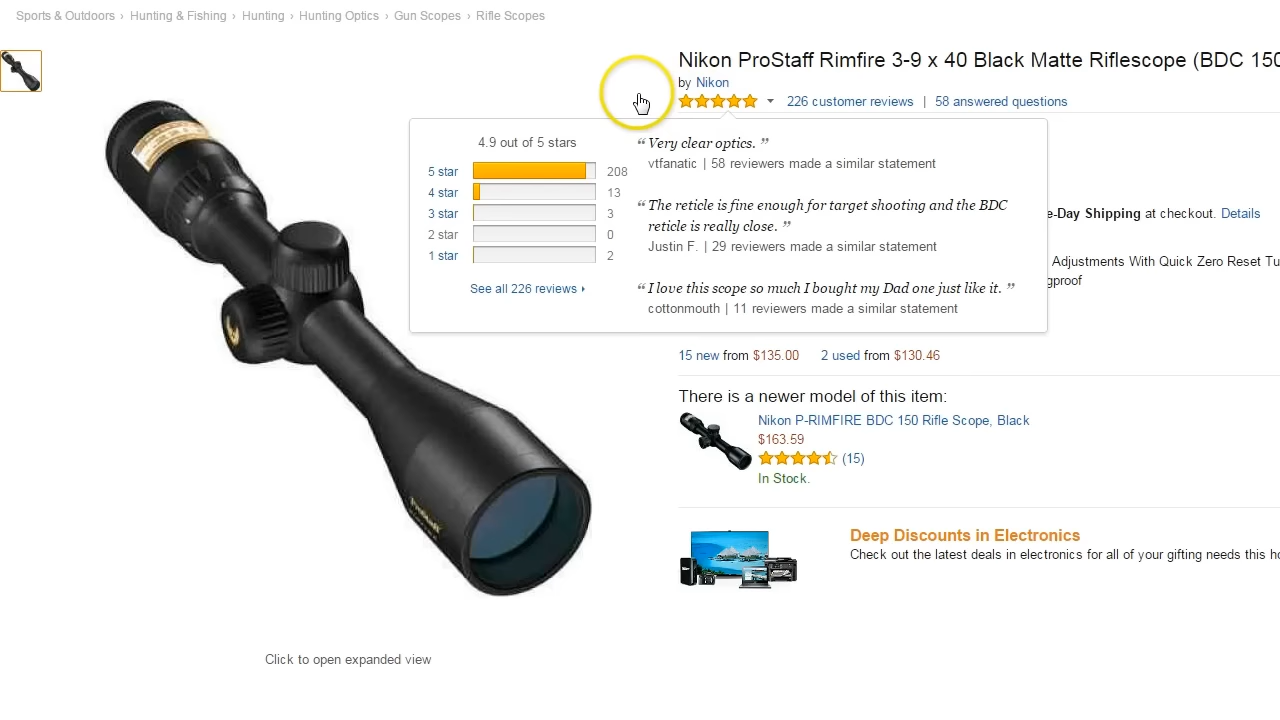 Sports & Outdoors › Hunting & Fishing › Hunting › Hunting Optics › Gun Scopes › Rifle Scopes
Nikon ProStaff Rimfire 3-9 x 40 Black Matte Riflescope (BDC 150
by Nikon
226 customer reviews | 58 answered questions
4.9 out of 5 stars
5 star 208
4 star 13
3 star 3
2 star 0
1 star 2
See all 226 reviews
“ Very clear optics. ”
vtfanatic | 58 reviewers made a similar statement
“ The reticle is fine enough for target shooting and the BDC
reticle is really close. ”
Justin F. | 29 reviewers made a similar statement
“ I love this scope so much I bought my Dad one just like it. ”
cottonmouth | 11 reviewers made a similar statement
e-Day Shipping at checkout. Details
Adjustments With Quick Zero Reset Tu
gproof
15 new from $135.00 2 used from $130.46
There is a newer model of this item:
Nikon P-RIMFIRE BDC 150 Rifle Scope, Black
$163.59
(15)
In Stock.
Deep Discounts in Electronics
Check out the latest deals in electronics for all of your gifting needs this ho
ProStaff
Click to open expanded view